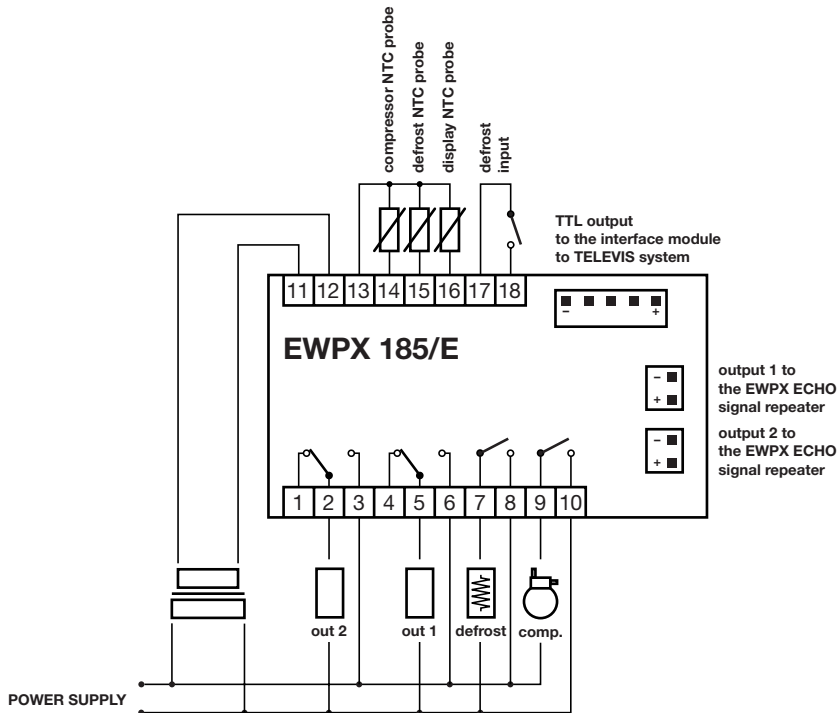 compressor NTC probe
defrost NTC probe
display NTC probe
defrost
input
TTL output
to the interface module
to TELEVIS system
11 12 13 14 15 16 17 18
- +
EWPX 185/E
- +
output 1 to
the EWPX ECHO
signal repeater
- +
output 2 to
the EWPX ECHO
signal repeater
1 2 3 4 5 6 7 8 9 10
out 2
out 1
defrost
comp.
POWER SUPPLY